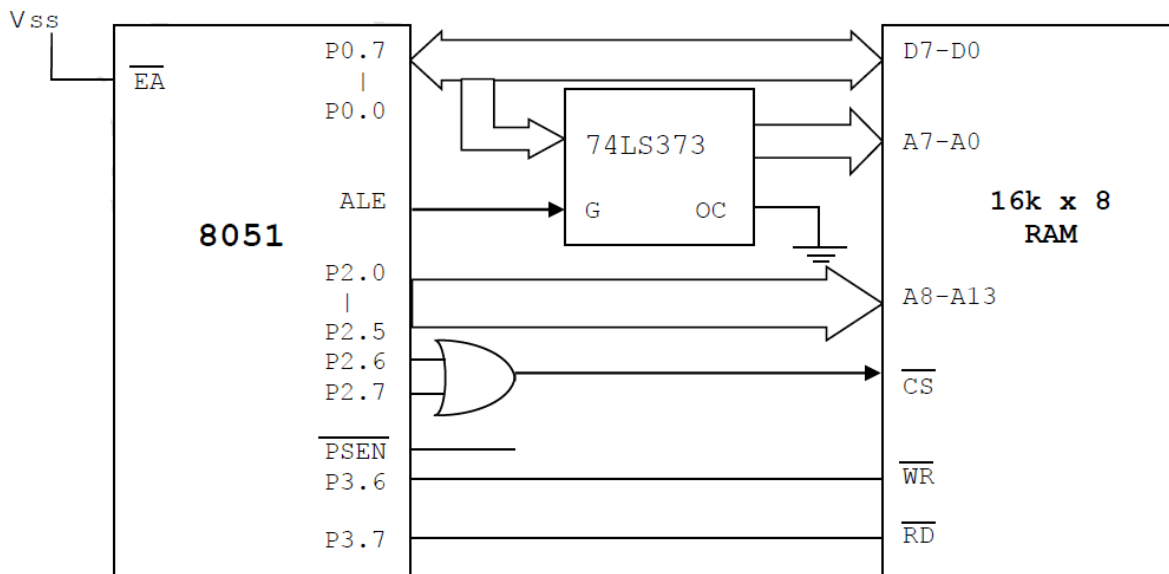 Vss
EA
P0.7
|
P0.0
ALE
8051
P2.0
|
P2.5
P2.6
P2.7
PSEN
P3.6
P3.7
74LS373
G OC
D7-D0
A7-A0
16k x 8
RAM
A8-A13
CS
WR
RD